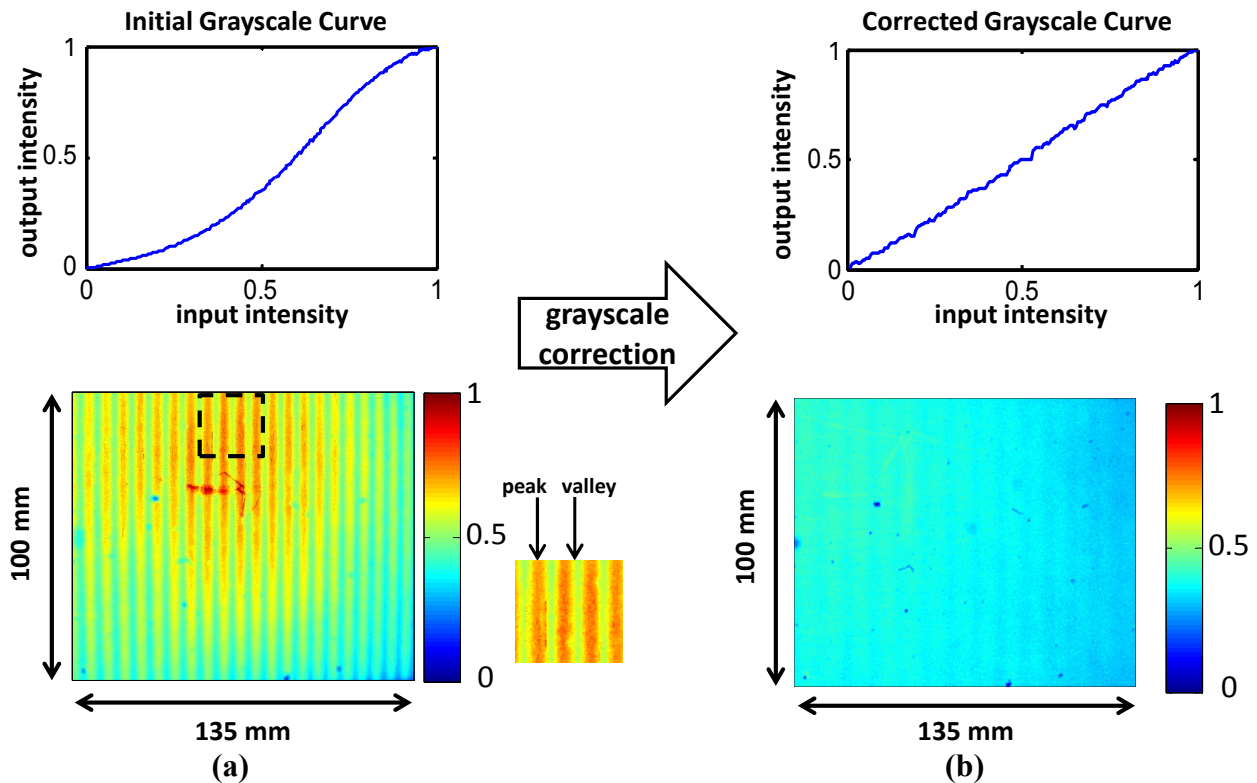 Initial Grayscale Curve
1
0.5
0
output intensity
0
0.5
1
input intensity
Corrected Grayscale Curve
1
0.5
0
output intensity
0
0.5
1
input intensity
grayscale
correction
100 mm
1
0.5
0
135 mm
(a)
peak
valley
100 mm
1
0.5
0
135 mm
(b)